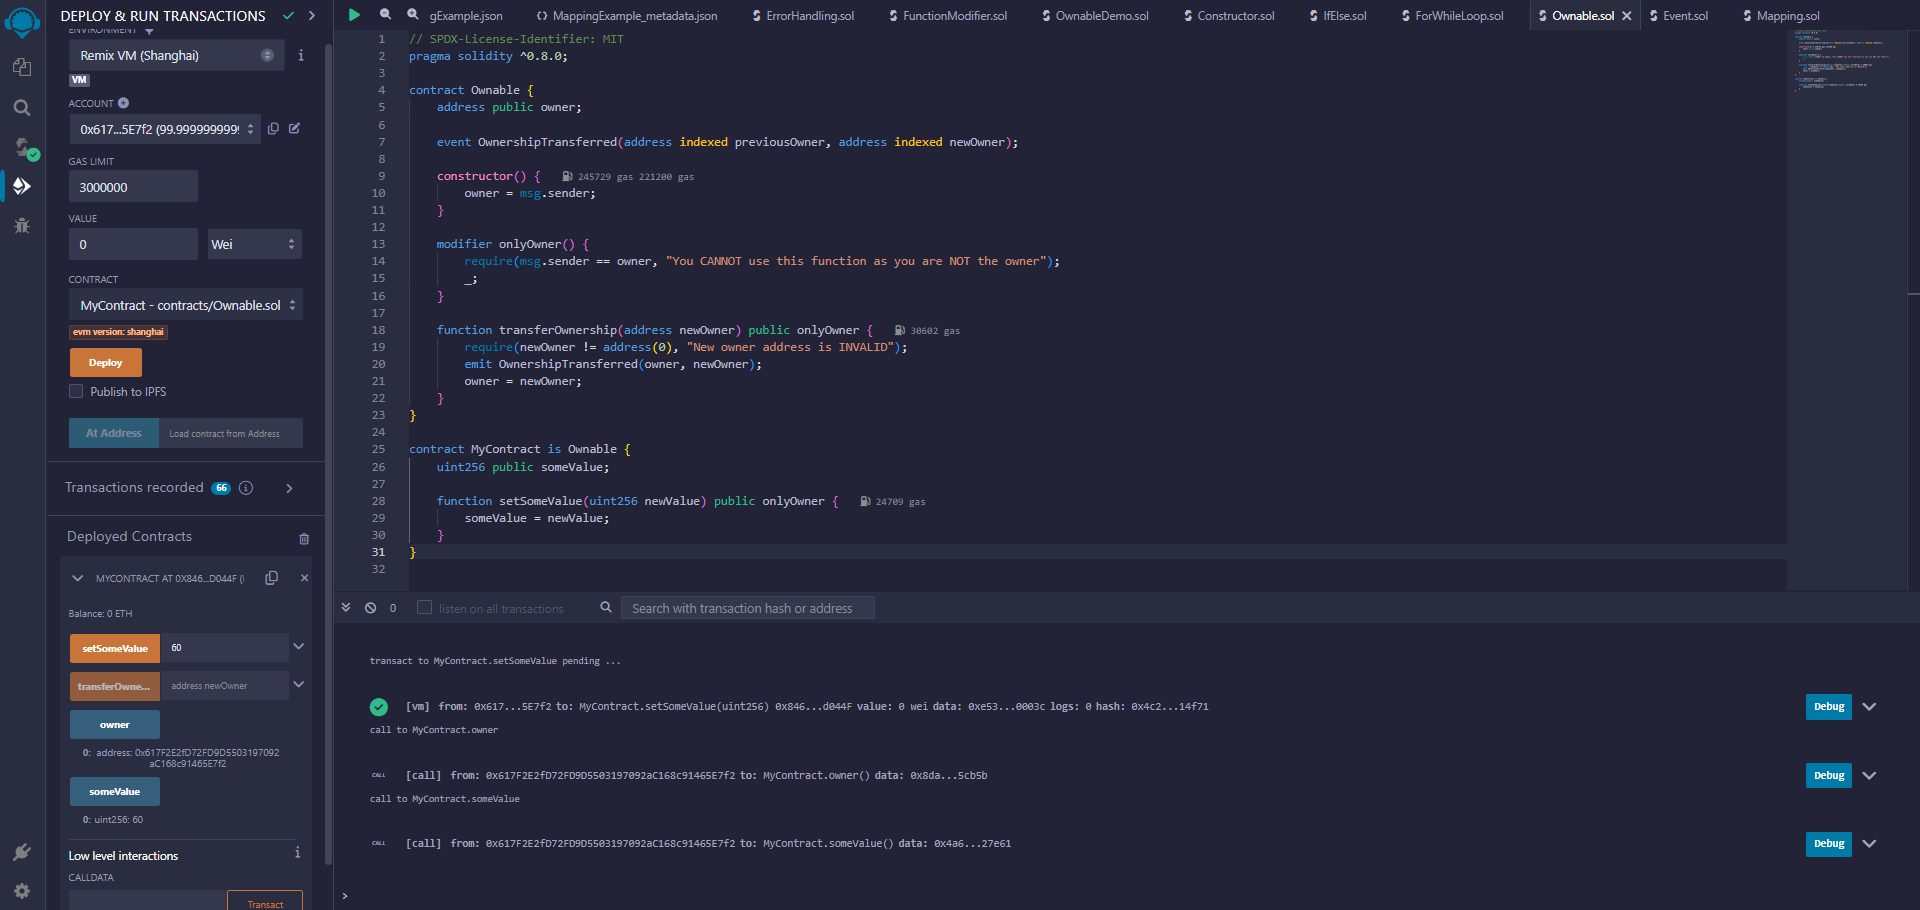 DEPLOY & RUN TRANSACTIONS
ENVIRONMENT
Remix VM (Shanghai)
VM
ACCOUNT
0x617...5E7f2 (99.9999999999
GAS LIMIT
3000000
VALUE
0
Wei
CONTRACT
MyContract - contracts/Ownable.sol
evm version: shanghai
Deploy
Publish to IPFS
At Address
Load contract from Address
Transactions recorded 66
Deployed Contracts
MYCONTRACT AT 0X846...D044F (
Balance: 0 ETH
setSomeValue
60
transferOwne...
address newOwner
owner
0: address: 0x617F2E2fD72FD9D5503197092
aC168c91465E7f2
someValue
0: uint256: 60
Low level interactions
CALLDATA
Transact
gExample.json
MappingExample_metadata.json
ErrorHandling.sol
FunctionModifier.sol
OwnableDemo.sol
Constructor.sol
IfElse.sol
ForWhileLoop.sol
Ownable.sol
Event.sol
Mapping.sol
1 // SPDX-License-Identifier: MIT
2 pragma solidity ^0.8.0;
3
4 contract Ownable {
5 address public owner;
6
7 event OwnershipTransferred(address indexed previousOwner, address indexed newOwner);
8
9 constructor() { 245729 gas 221200 gas
10 owner = msg.sender;
11 }
12
13 modifier onlyOwner() {
14 require(msg.sender == owner, "You CANNOT use this function as you are NOT the owner");
15 _;
16 }
17
18 function transferOwnership(address newOwner) public onlyOwner { 30602 gas
19 require(newOwner != address(0), "New owner address is INVALID");
20 emit OwnershipTransferred(owner, newOwner);
21 owner = newOwner;
22 }
23 }
24
25 contract MyContract is Ownable {
26 uint256 public someValue;
27
28 function setSomeValue(uint256 newValue) public onlyOwner { 24709 gas
29 someValue = newValue;
30 }
31 }
32
0
listen on all transactions
Search with transaction hash or address
transact to MyContract.setSomeValue pending ...
[vm] from: 0x617...5E7f2 to: MyContract.setSomeValue(uint256) 0x846...d044F value: 0 wei data: 0xe53...0003c logs: 0 hash: 0x4c2...14f71
Debug
call to MyContract.owner
CALL [call] from: 0x617F2E2fD72FD9D5503197092aC168c91465E7f2 to: MyContract.owner() data: 0x8da...5cb5b
Debug
call to MyContract.someValue
CALL [call] from: 0x617F2E2fD72FD9D5503197092aC168c91465E7f2 to: MyContract.someValue() data: 0x4a6...27e61
Debug
>